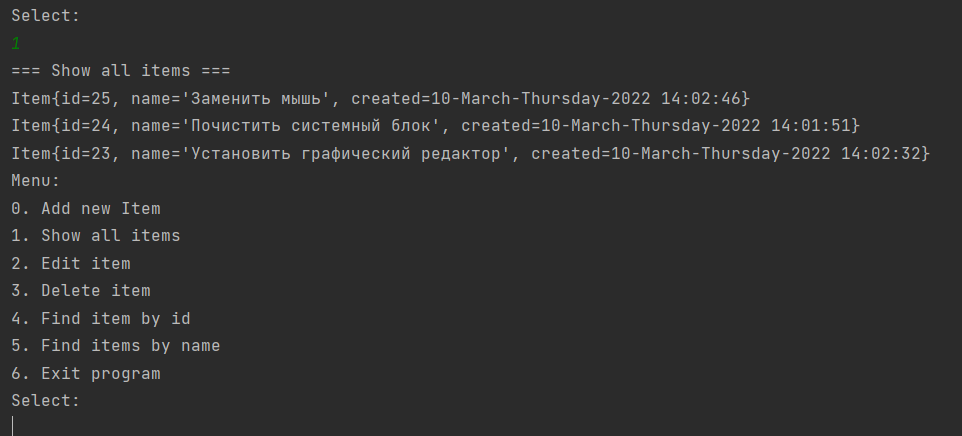 Select:
1
=== Show all items ===
Item{id=25, name='Заменить мышь', created=10-March-Thursday-2022 14:02:46}
Item{id=24, name='Почистить системный блок', created=10-March-Thursday-2022 14:01:51}
Item{id=23, name='Установить графический редактор', created=10-March-Thursday-2022 14:02:32}
Menu:
0. Add new Item
1. Show all items
2. Edit item
3. Delete item
4. Find item by id
5. Find items by name
6. Exit program
Select: